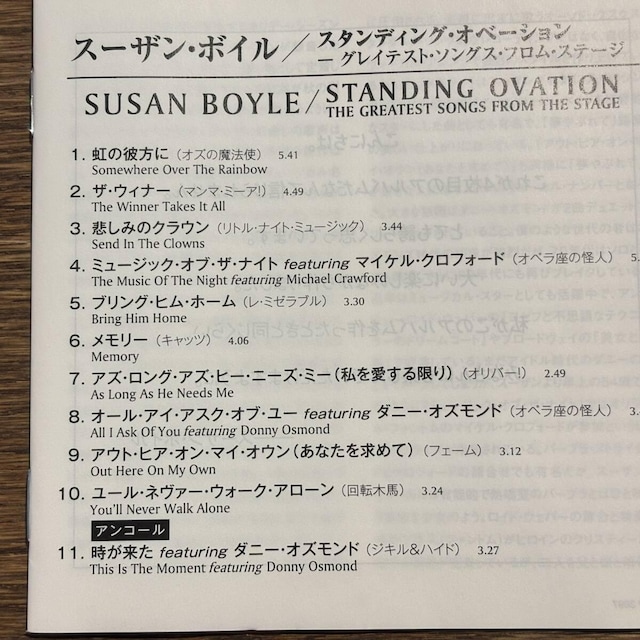 スーザン・ボイル／スタンディング・オベーション
－グレイテスト・ソングス・フロム・ステージ
SUSAN BOYLE/STANDING OVATION
THE GREATEST SONGS FROM THE STAGE
1. 虹の彼方に（オズの魔法使） 5.41
Somewhere Over The Rainbow
2. ザ・ウィナー（マンマ・ミーア!） 4.49
The Winner Takes It All
3. 悲しみのクラウン（リトル・ナイト・ミュージック） 3.44
Send In The Clowns
4. ミュージック・オブ・ザ・ナイト featuring マイケル・クロフォード（オペラ座の怪人） 5.
The Music Of The Night featuring Michael Crawford
5. ブリング・ヒム・ホーム（レ・ミゼラブル） 3.30
Bring Him Home
6. メモリー（キャッツ） 4.06
Memory
7. アズ・ロング・アズ・ヒー・ニーズ・ミー（私を愛する限り）（オリバー!） 2.49
As Long As He Needs Me
8. オール・アイ・アスク・オブ・ユー featuring ダニー・オズモンド（オペラ座の怪人） 3.
All I Ask Of You featuring Donny Osmond
9. アウト・ヒア・オン・マイ・オウン（あなたを求めて）（フェーム） 3.12
Out Here On My Own
10. ユール・ネヴァー・ウォーク・アローン（回転木馬） 3.24
You'll Never Walk Alone
アンコール
11. 時が来た featuring ダニー・オズモンド（ジキル&ハイド） 3.27
This Is The Moment featuring Donny Osmond